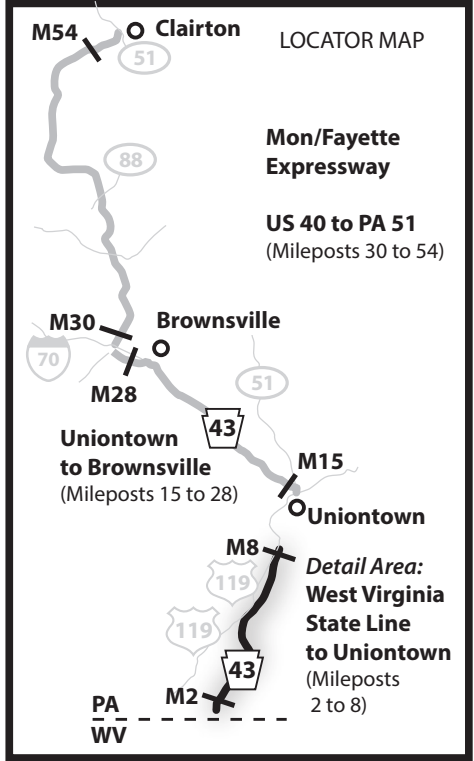 M54
Clairton
51
LOCATOR MAP
88
Mon/Fayette
Expressway
US 40 to PA 51
(Mileposts 30 to 54)
M30
Brownsville
70
M28
51
43
Uniontown
to Brownsville
(Mileposts 15 to 28)
M15
Uniontown
M8
119
Detail Area:
West Virginia
State Line
to Uniontown
(Mileposts
2 to 8)
119
43
M2
PA
WV